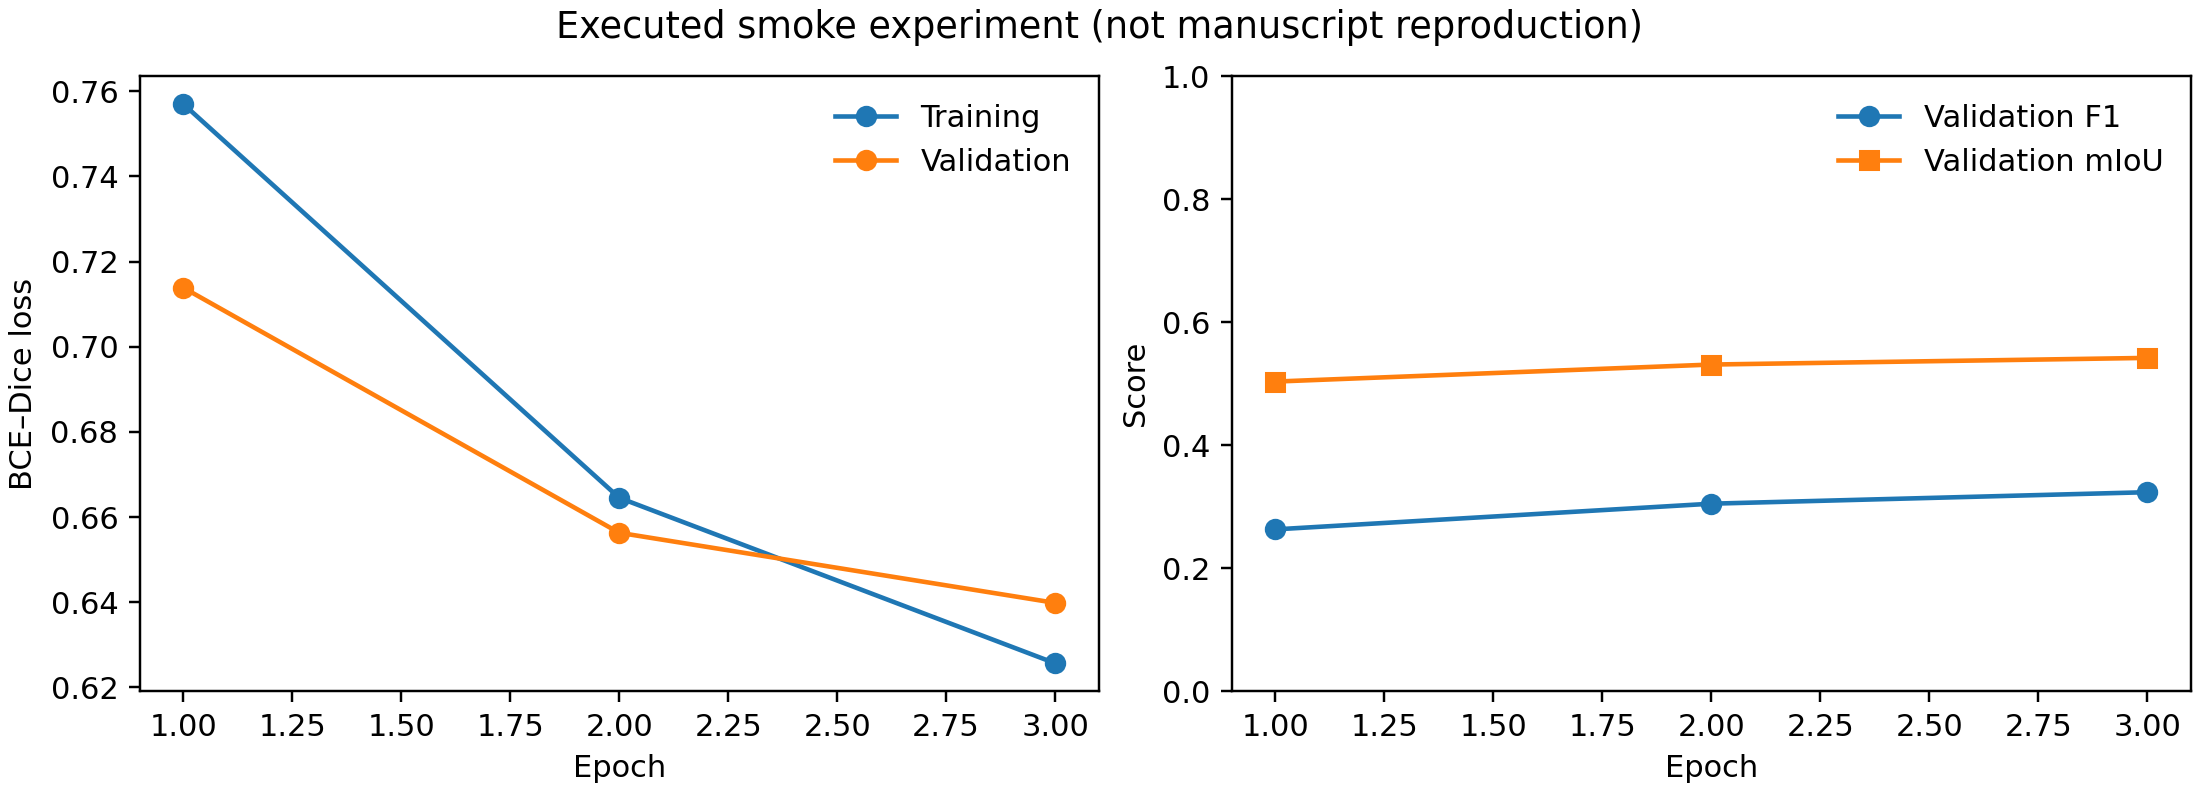 Executed smoke experiment (not manuscript reproduction)
BCE–Dice loss
0.76
0.74
0.72
0.70
0.68
0.66
0.64
0.62
Training
Validation
1.00 1.25 1.50 1.75 2.00 2.25 2.50 2.75 3.00
Epoch
Score
1.0
0.8
0.6
0.4
0.2
0.0
Validation F1
Validation mIoU
1.00 1.25 1.50 1.75 2.00 2.25 2.50 2.75 3.00
Epoch